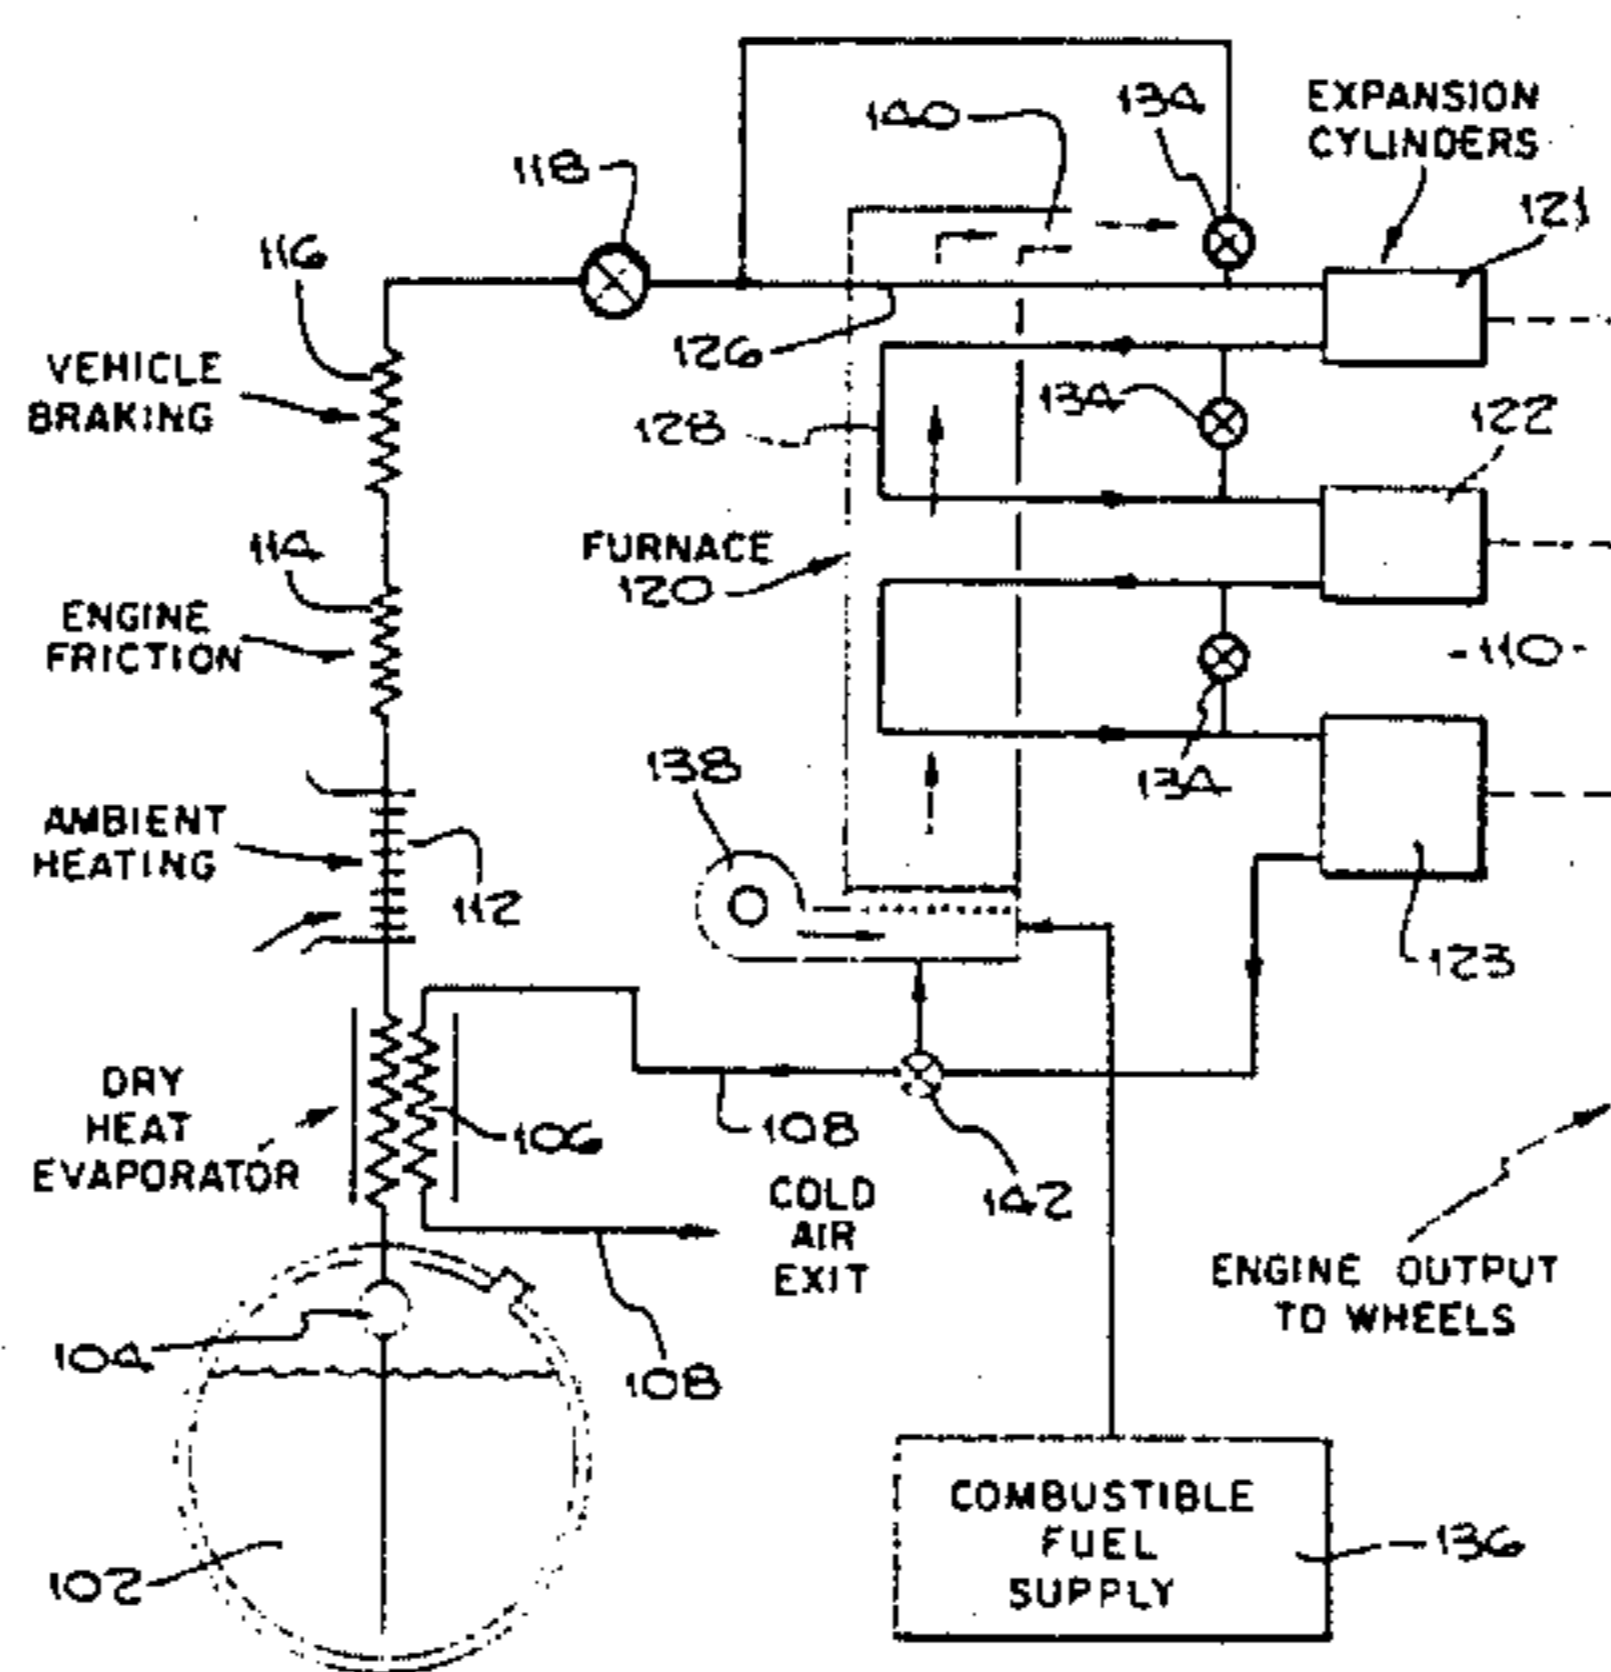 140
134
EXPANSION
CYLINDERS
118
121
116
126
VEHICLE
BRAKING
134
128
122
114
FURNACE
120
ENGINE
FRICTION
-110-
138
134
AMBIENT
HEATING
112
123
DRY
HEAT
EVAPORATOR
106
108
142
COLD
AIR
EXIT
ENGINE OUTPUT
TO WHEELS
104
108
COMBUSTIBLE
FUEL
SUPPLY
136
102